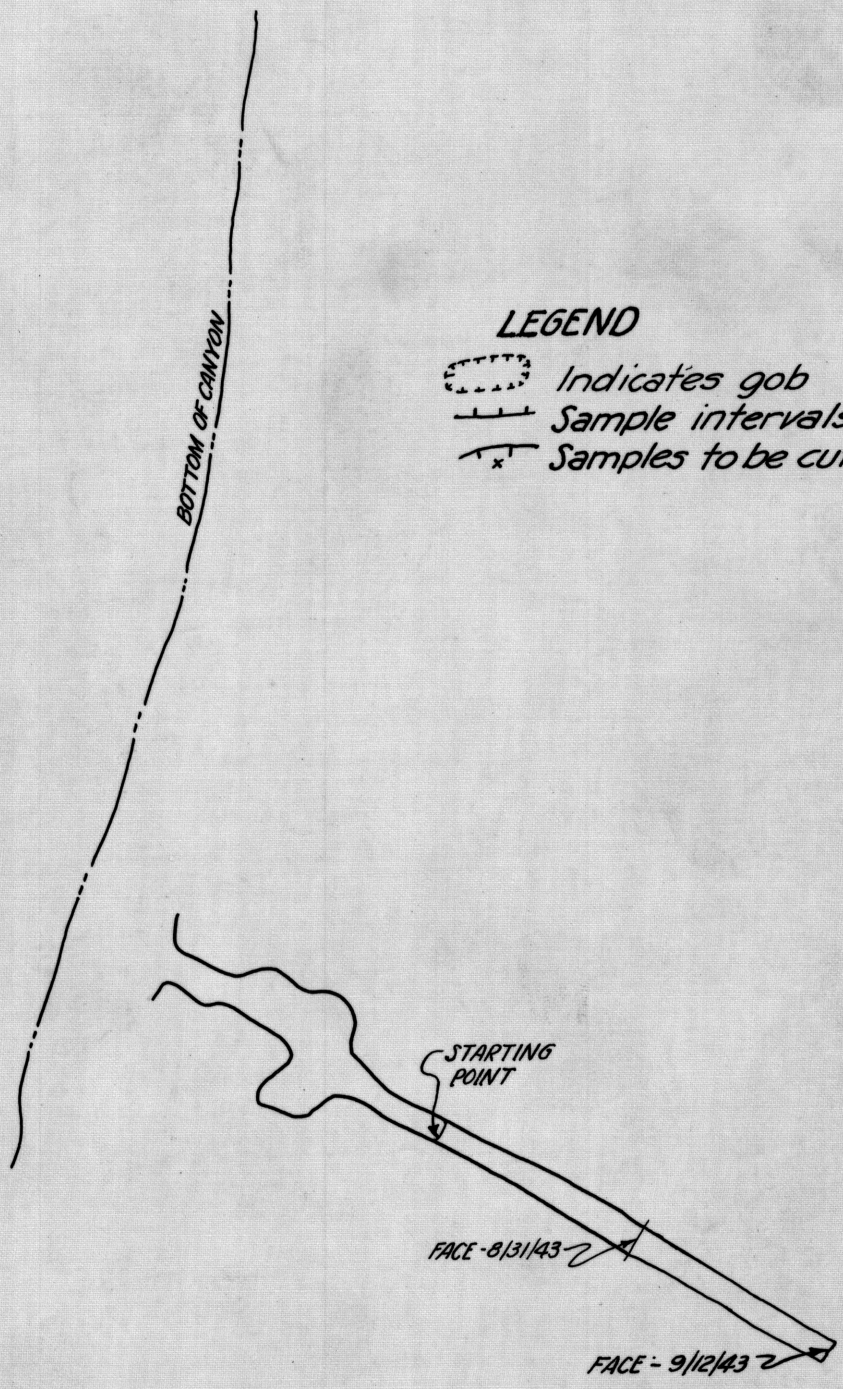 BOTTOM OF CANYON
LEGEND
Indicates gob
Sample intervals
Samples to be cut
STARTING
POINT
FACE - 8/31/43
FACE - 9/12/43